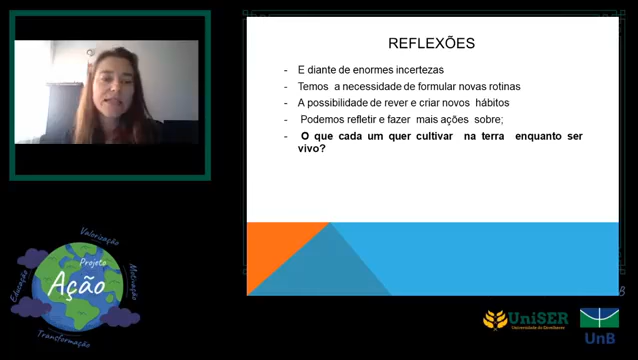 REFLEXÕES
- E diante de enormes incertezas
- Temos a necessidade de formular novas rotinas
- A possibilidade de rever e criar novos hábitos
- Podemos refletir e fazer mais ações sobre;
- O que cada um quer cultivar na terra enquanto ser
vivo?
Valorização
Educação
Projeto
Ação
Motivação
Transformação
UniSER
UnB